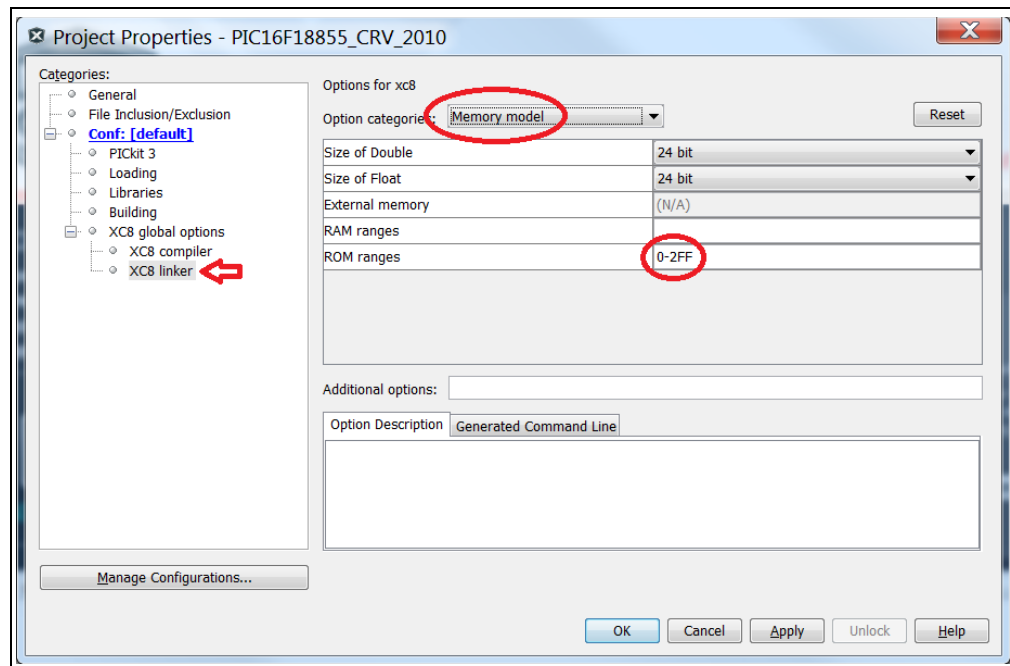 Project Properties - PIC16F18855_CRV_2010
Categories:
General
File Inclusion/Exclusion
Conf: [default]
PICkit 3
Loading
Libraries
Building
XC8 global options
XC8 compiler
XC8 linker
Manage Configurations...
Options for xc8
Option categories: Memory model
Reset
Size of Double 24 bit
Size of Float 24 bit
External memory (N/A)
RAM ranges
ROM ranges 0-2FF
Additional options:
Option Description Generated Command Line
OK Cancel Apply Unlock Help